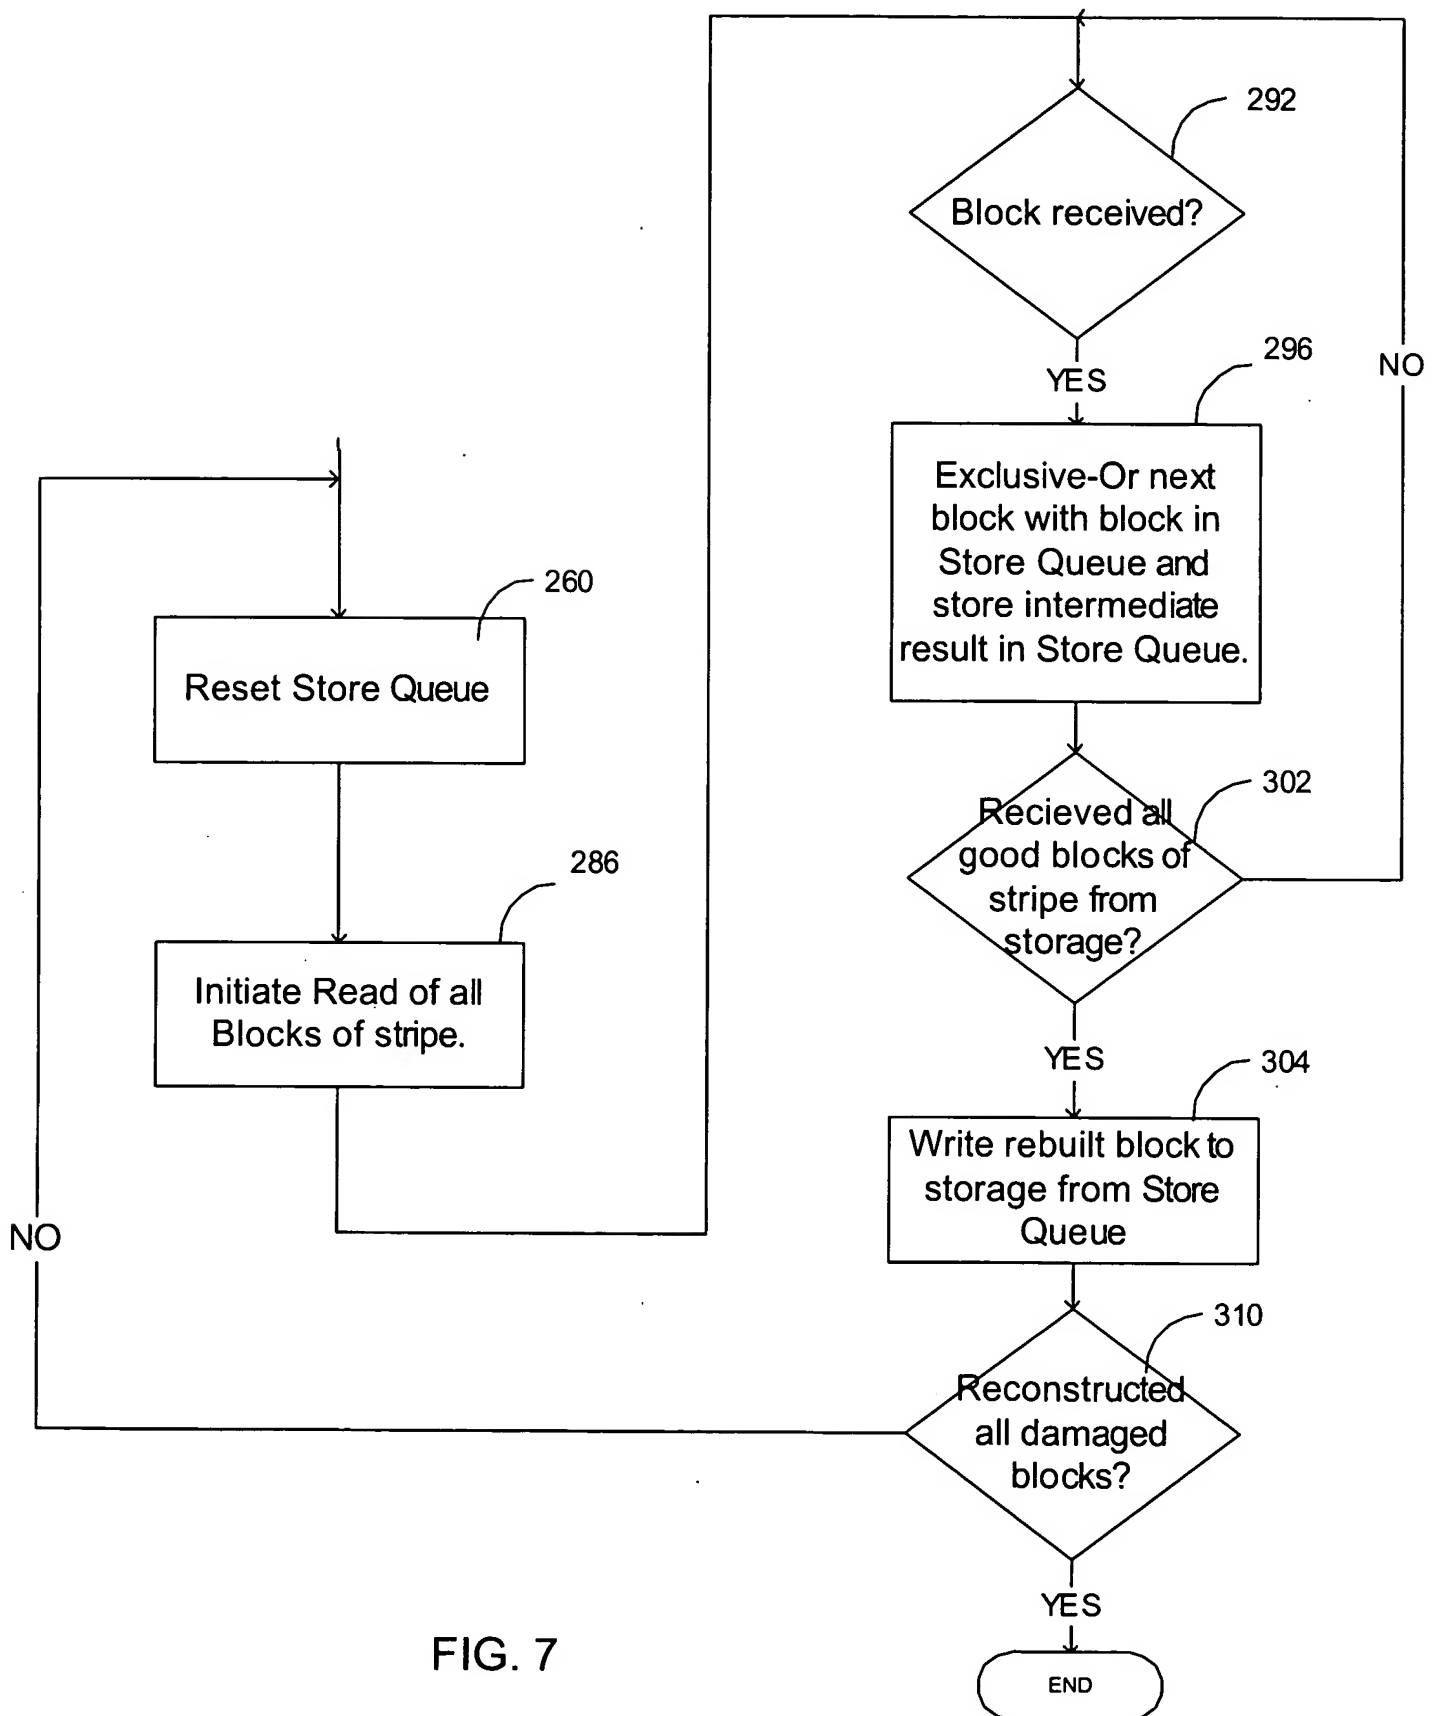 260
Reset Store Queue
286
Initiate Read of all
Blocks of stripe.
NO
292
Block received?
YES
296
NO
Exclusive-Or next
block with block in
Store Queue and
store intermediate
result in Store Queue.
302
Recieved all
good blocks of
stripe from
storage?
YES
304
Write rebuilt block to
storage from Store
Queue
310
Reconstructed
all damaged
blocks?
YES
END
FIG. 7